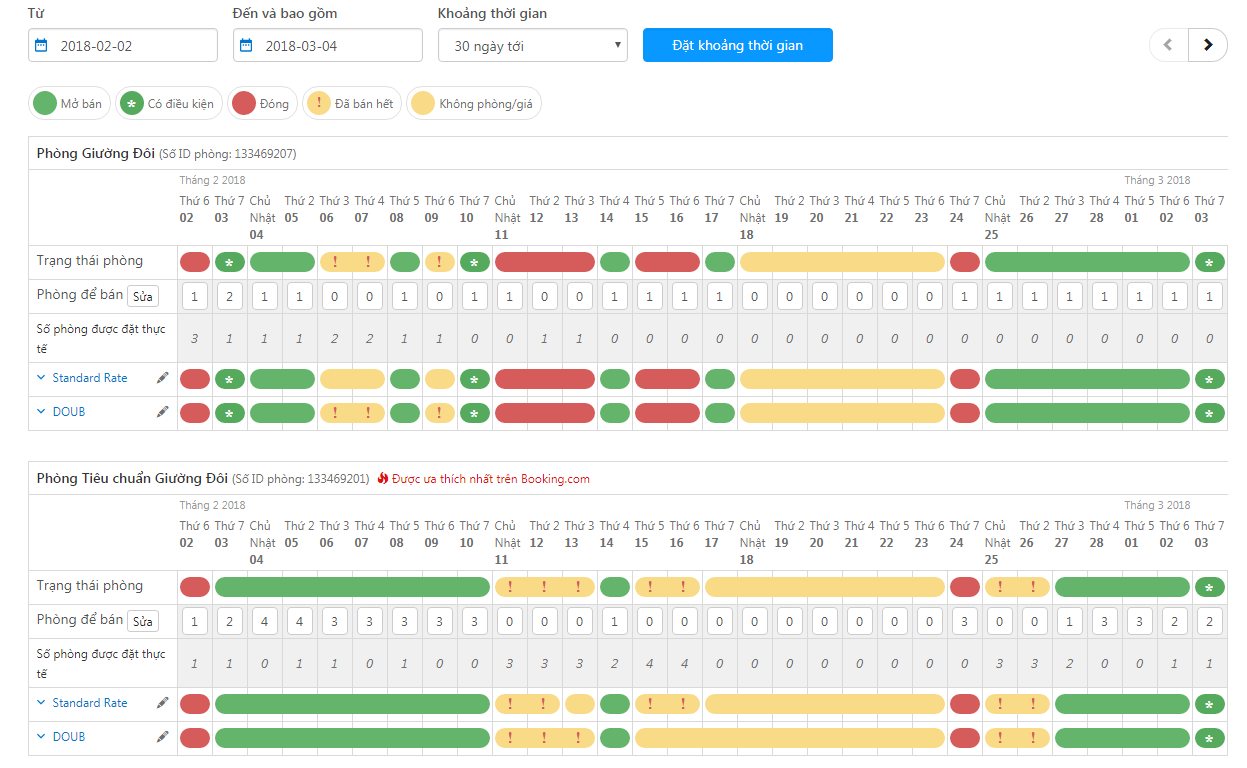 Từ Đến và bao gồm Khoảng thời gian
2018-02-02 2018-03-04 30 ngày tới Đặt khoảng thời gian
Mở bán * Có điều kiện Đóng ! Đã bán hết Không phòng/giá
Phòng Giường Đôi (Số ID phòng: 133469207)
Tháng 2 2018 Tháng 3 2018
Thứ 6 Thứ 7 Chủ Thứ 2 Thứ 3 Thứ 4 Thứ 5 Thứ 6 Thứ 7 Chủ Thứ 2 Thứ 3 Thứ 4 Thứ 5 Thứ 6 Thứ 7 Chủ Thứ 2 Thứ 3 Thứ 4 Thứ 5 Thứ 6 Thứ 7 Chủ Thứ 2 Thứ 3 Thứ 4 Thứ 5 Thứ 6 Thứ 7
02 03 Nhật 05 06 07 08 09 10 Nhật 12 13 14 15 16 17 Nhật 19 20 21 22 23 24 Nhật 26 27 28 01 02 03
04 11 18 25
Trạng thái phòng * ! ! ! * *
Phòng để bán Sửa 1 2 1 1 0 0 1 0 1 1 0 0 1 1 1 1 0 0 0 0 0 0 1 1 1 1 1 1 1 1
Số phòng được đặt thực
tế 3 1 1 1 2 2 1 1 0 0 1 1 0 0 0 0 0 0 0 0 0 0 0 0 0 0 0 0 0 0
Standard Rate * * *
DOUB * ! ! ! * *
Phòng Tiêu chuẩn Giường Đôi (Số ID phòng: 133469201) Được ưa thích nhất trên Booking.com
Tháng 2 2018 Tháng 3 2018
Thứ 6 Thứ 7 Chủ Thứ 2 Thứ 3 Thứ 4 Thứ 5 Thứ 6 Thứ 7 Chủ Thứ 2 Thứ 3 Thứ 4 Thứ 5 Thứ 6 Thứ 7 Chủ Thứ 2 Thứ 3 Thứ 4 Thứ 5 Thứ 6 Thứ 7 Chủ Thứ 2 Thứ 3 Thứ 4 Thứ 5 Thứ 6 Thứ 7
02 03 Nhật 05 06 07 08 09 10 Nhật 12 13 14 15 16 17 Nhật 19 20 21 22 23 24 Nhật 26 27 28 01 02 03
04 11 18 25
Trạng thái phòng ! ! ! ! ! ! ! *
Phòng để bán Sửa 1 2 4 4 3 3 3 3 3 0 0 0 1 0 0 0 0 0 0 0 0 0 3 0 0 1 3 3 2 2
Số phòng được đặt thực
tế 1 1 0 1 1 0 1 0 0 3 3 3 2 4 4 0 0 0 0 0 0 0 0 3 3 2 0 0 1 1
Standard Rate ! ! ! ! ! ! *
DOUB ! ! ! ! ! *